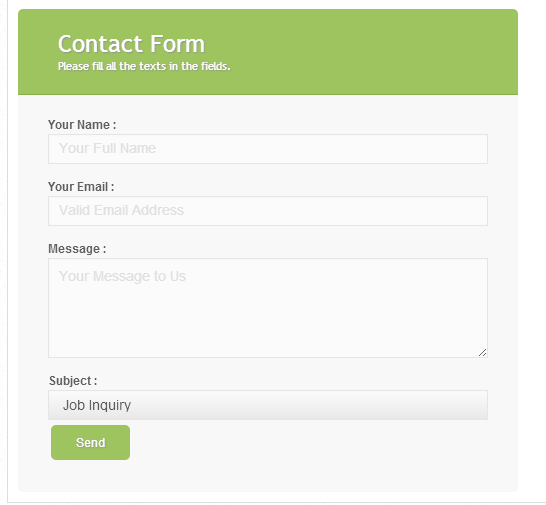 Contact Form
Please fill all the texts in the fields.
Your Name :
Your Full Name
Your Email :
Valid Email Address
Message :
Your Message to Us
Subject :
Job Inquiry
Send